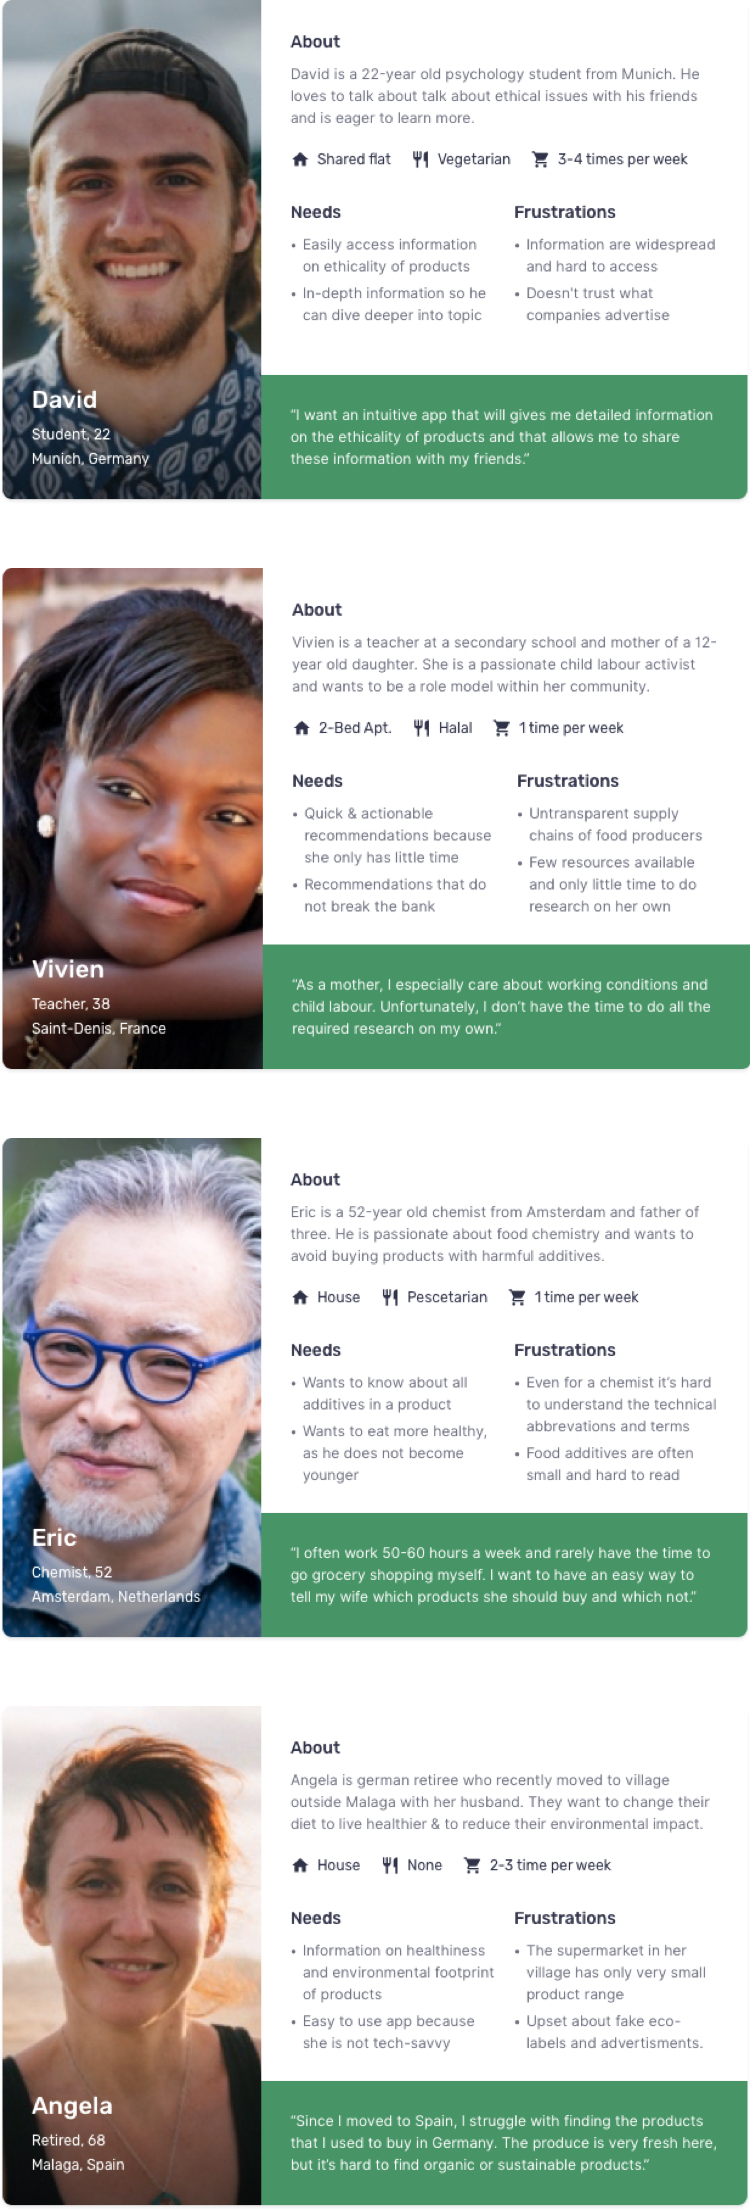 About
David is a 22-year old psychology student from Munich. He
loves to talk about talk about ethical issues with his friends
and is eager to learn more.
Shared flat Vegetarian 3-4 times per week
Needs
• Easily access information
on ethicality of products
• In-depth information so he
can dive deeper into topic
Frustrations
• Information are widespread
and hard to access
• Doesn't trust what
companies advertise
David
Student, 22
Munich, Germany
“I want an intuitive app that will gives me detailed information
on the ethicality of products and that allows me to share
these information with my friends.”
About
Vivien is a teacher at a secondary school and mother of a 12-
year old daughter. She is a passionate child labour activist
and wants to be a role model within her community.
2-Bed Apt. Halal 1 time per week
Needs
• Quick & actionable
recommendations because
she only has little time
• Recommendations that do
not break the bank
Frustrations
• Untransparent supply
chains of food producers
• Few resources available
and only little time to do
research on her own
Vivien
Teacher, 38
Saint-Denis, France
“As a mother, I especially care about working conditions and
child labour. Unfortunately, I don’t have the time to do all the
required research on my own.”
About
Eric is a 52-year old chemist from Amsterdam and father of
three. He is passionate about food chemistry and wants to
avoid buying products with harmful additives.
House Pescetarian 1 time per week
Needs
• Wants to know about all
additives in a product
• Wants to eat more healthy,
as he does not become
younger
Frustrations
• Even for a chemist it’s hard
to understand the technical
abbrevations and terms
• Food additives are often
small and hard to read
Eric
Chemist, 52
Amsterdam, Netherlands
“I often work 50-60 hours a week and rarely have the time to
go grocery shopping myself. I want to have an easy way to
tell my wife which products she should buy and which not.”
About
Angela is german retiree who recently moved to village
outside Malaga with her husband. They want to change their
diet to live healthier & to reduce their environmental impact.
House None 2-3 time per week
Needs
• Information on healthiness
and environmental footprint
of products
• Easy to use app because
she is not tech-savvy
Frustrations
• The supermarket in her
village has only very small
product range
• Upset about fake eco-
labels and advertisments.
Angela
Retired, 68
Malaga, Spain
“Since I moved to Spain, I struggle with finding the products
that I used to buy in Germany. The produce is very fresh here,
but it’s hard to find organic or sustainable products.”